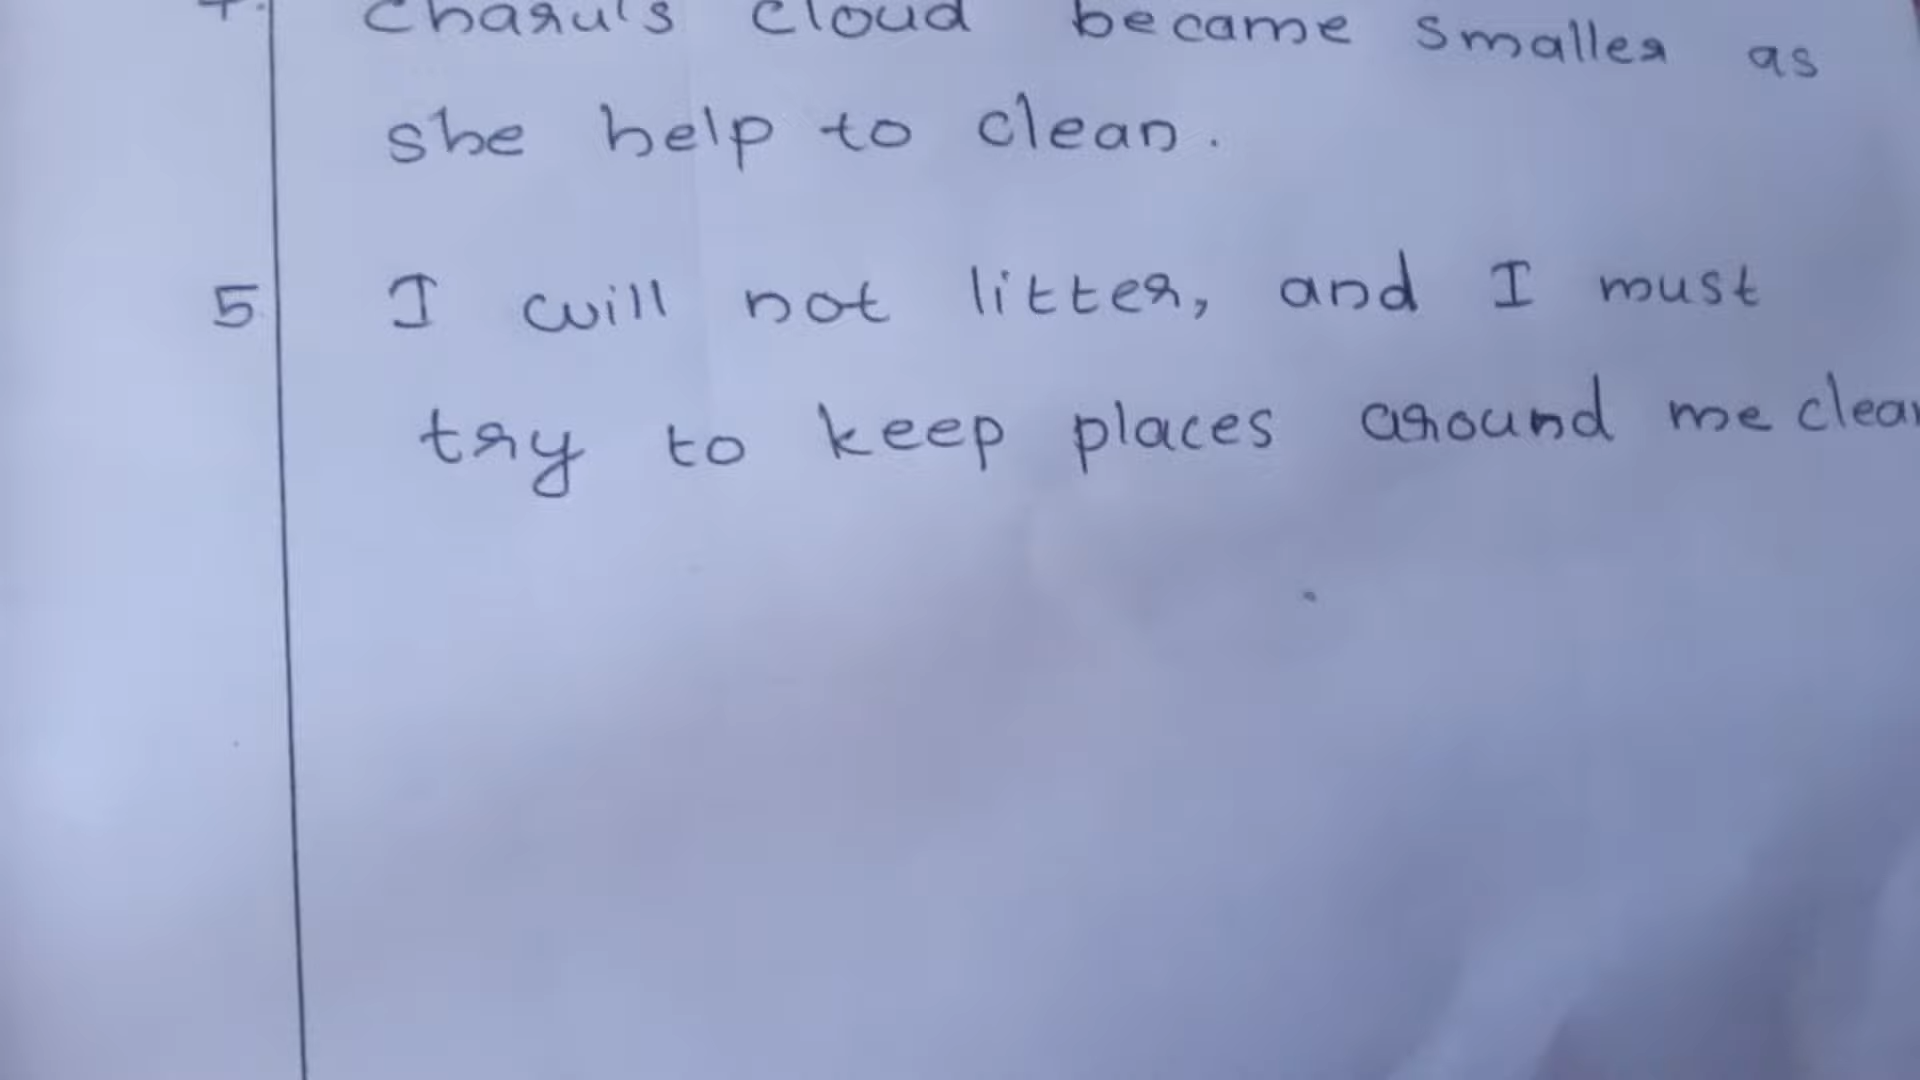 Charu's cloud became smaller as
she help to clean.
5 I will not litter, and I must
try to keep places around me clean